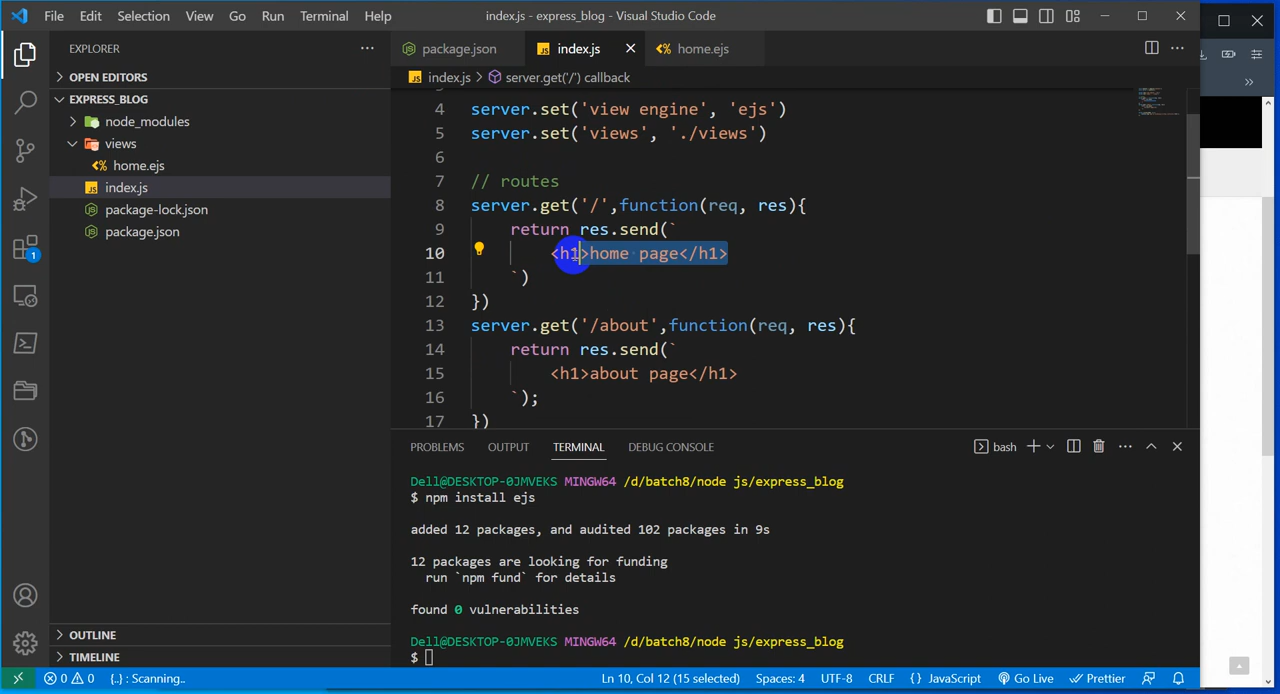 File Edit Selection View Go Run Terminal Help
index.js - express_blog - Visual Studio Code
EXPLORER
OPEN EDITORS
EXPRESS_BLOG
node_modules
views
<% home.ejs
JS index.js
package-lock.json
package.json
OUTLINE
TIMELINE
1
package.json
JS index.js
<% home.ejs
JS index.js > server.get('/') callback
4 server.set('view engine', 'ejs')
5 server.set('views', './views')
6
7 // routes
8 server.get('/',function(req, res){
9 return res.send(`
10 <h1>home page</h1>
11 `)
12 })
13 server.get('/about',function(req, res){
14 return res.send(`
15 <h1>about page</h1>
16 `);
17 })
PROBLEMS OUTPUT TERMINAL DEBUG CONSOLE
bash
Dell@DESKTOP-0JMVEKS MINGW64 /d/batch8/node js/express_blog
$ npm install ejs
added 12 packages, and audited 102 packages in 9s
12 packages are looking for funding
run `npm fund` for details
found 0 vulnerabilities
Dell@DESKTOP-0JMVEKS MINGW64 /d/batch8/node js/express_blog
$
0 0 {..} : Scanning.. Ln 10, Col 12 (15 selected) Spaces: 4 UTF-8 CRLF {} JavaScript Go Live Prettier